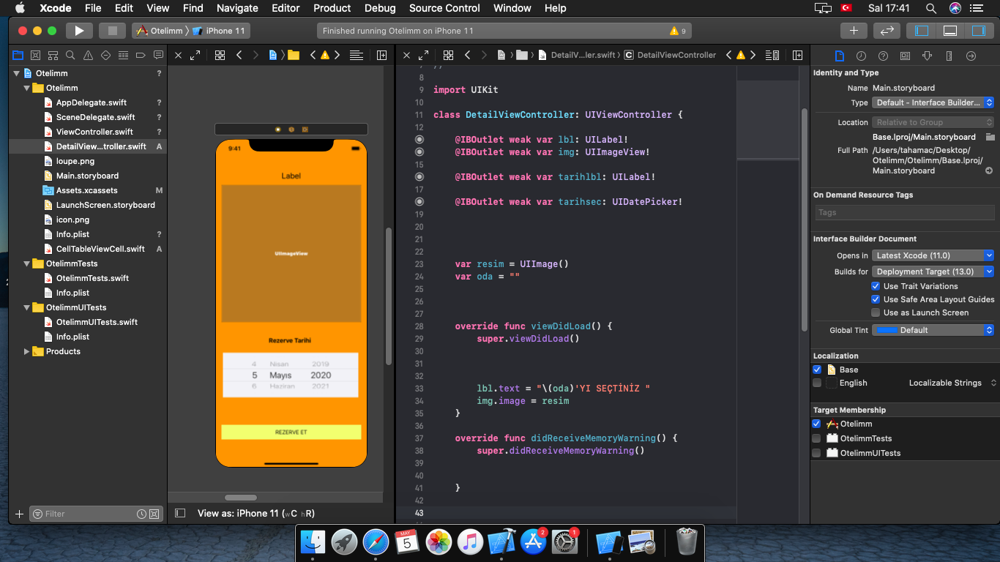 Xcode File Edit View Find Navigate Editor Product Debug Source Control Window Help
Sal 17:41
Otelimm iPhone 11
Finished running Otelimm on iPhone 11
9
DetailV...ler.swift C DetailViewController
Otelimm ?
Otelimm
AppDelegate.swift ?
SceneDelegate.swift ?
ViewController.swift ?
DetailView...troller.swift A
loupe.png
Main.storyboard
Assets.xcassets M
LaunchScreen.storyboard
icon.png
Info.plist ?
CellTableViewCell.swift A
OtelimmTests
OtelimmTests.swift
Info.plist
OtelimmUITests
OtelimmUITests.swift
Info.plist
Products
Filter
9:41
Label
UIImageView
Rezerve Tarihi
4 Nisan 2019
5 Mayıs 2020
6 Haziran 2021
REZERVE ET
View as: iPhone 11 (wC hR)
7 //
8
9 import UIKit
10
11 class DetailViewController: UIViewController {
12
@IBOutlet weak var lbl: UILabel!
@IBOutlet weak var img: UIImageView!
15
@IBOutlet weak var tarihlbl: UILabel!
17
@IBOutlet weak var tarihsec: UIDatePicker!
19
20
21
22
23 var resim = UIImage()
24 var oda = ""
25
26
27
28 override func viewDidLoad() {
29 super.viewDidLoad()
30
31
32
33 lbl.text = "\(oda)'YI SEÇTİNİZ "
34 img.image = resim
35 }
36
37 override func didReceiveMemoryWarning() {
38 super.didReceiveMemoryWarning()
39
40
41 }
42
43
Identity and Type
Name Main.storyboard
Type Default - Interface Builder...
Location Relative to Group
Base.lproj/Main.storyboard
Full Path /Users/tahamac/Desktop/
Otelimm/Otelimm/Base.lproj/
Main.storyboard
On Demand Resource Tags
Tags
Interface Builder Document
Opens in Latest Xcode (11.0)
Builds for Deployment Target (13.0)
Use Trait Variations
Use Safe Area Layout Guides
Use as Launch Screen
Global Tint Default
Localization
Base
English Localizable Strings
Target Membership
Otelimm
OtelimmTests
OtelimmUITests
MAY
5
2
1